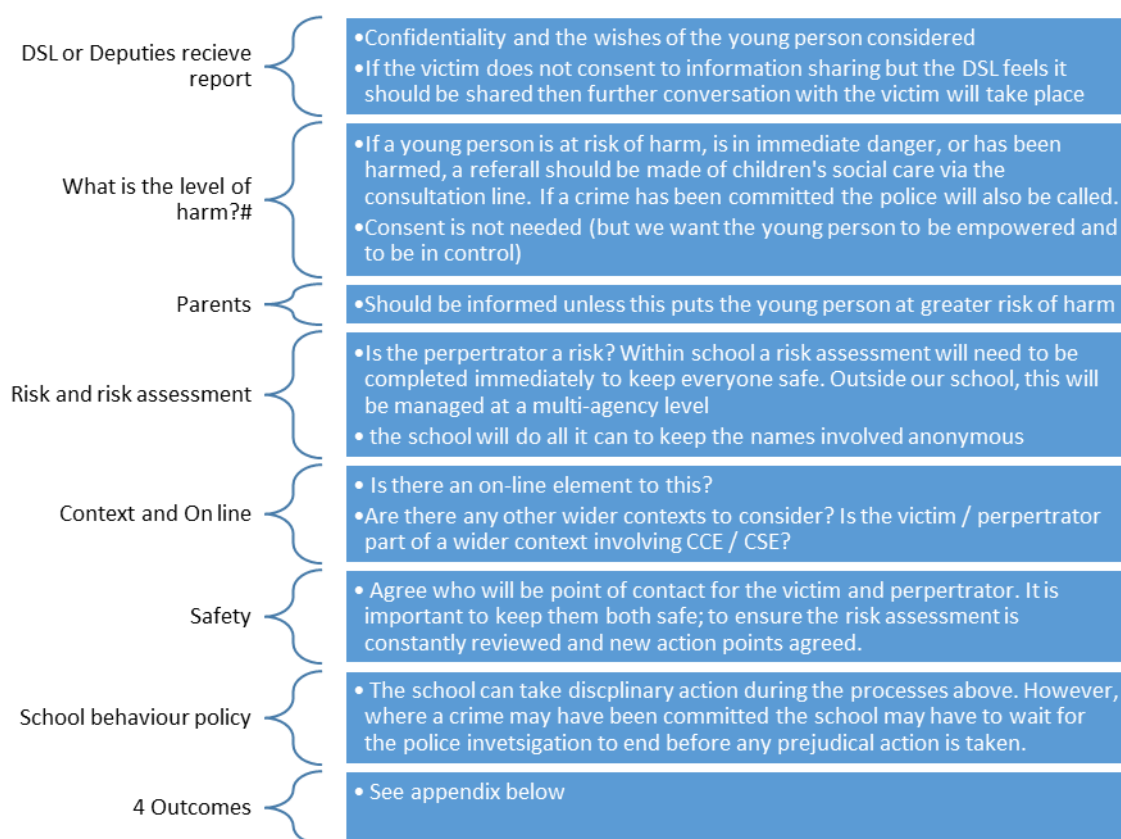 DSL or Deputies recieve
report
•Confidentiality and the wishes of the young person considered
•If the victim does not consent to information sharing but the DSL feels it
should be shared then further conversation with the victim will take place
What is the level of
harm?#
•If a young person is at risk of harm, is in immediate danger, or has been
harmed, a referall should be made of children's social care via the
consultation line. If a crime has been committed the police will also be called.
•Consent is not needed (but we want the young person to be empowered and
to be in control)
Parents
•Should be informed unless this puts the young person at greater risk of harm
Risk and risk assessment
•Is the perpertrator a risk? Within school a risk assessment will need to be
completed immediately to keep everyone safe. Outside our school, this will
be managed at a multi-agency level
• the school will do all it can to keep the names involved anonymous
Context and On line
• Is there an on-line element to this?
•Are there any other wider contexts to consider? Is the victim / perpertrator
part of a wider context involving CCE / CSE?
Safety
• Agree who will be point of contact for the victim and perpertrator. It is
important to keep them both safe; to ensure the risk assessment is
constantly reviewed and new action points agreed.
School behaviour policy
• The school can take discplinary action during the processes above. However,
where a crime may have been committed the school may have to wait for
the police invetsigation to end before any prejudical action is taken.
4 Outcomes
• See appendix below